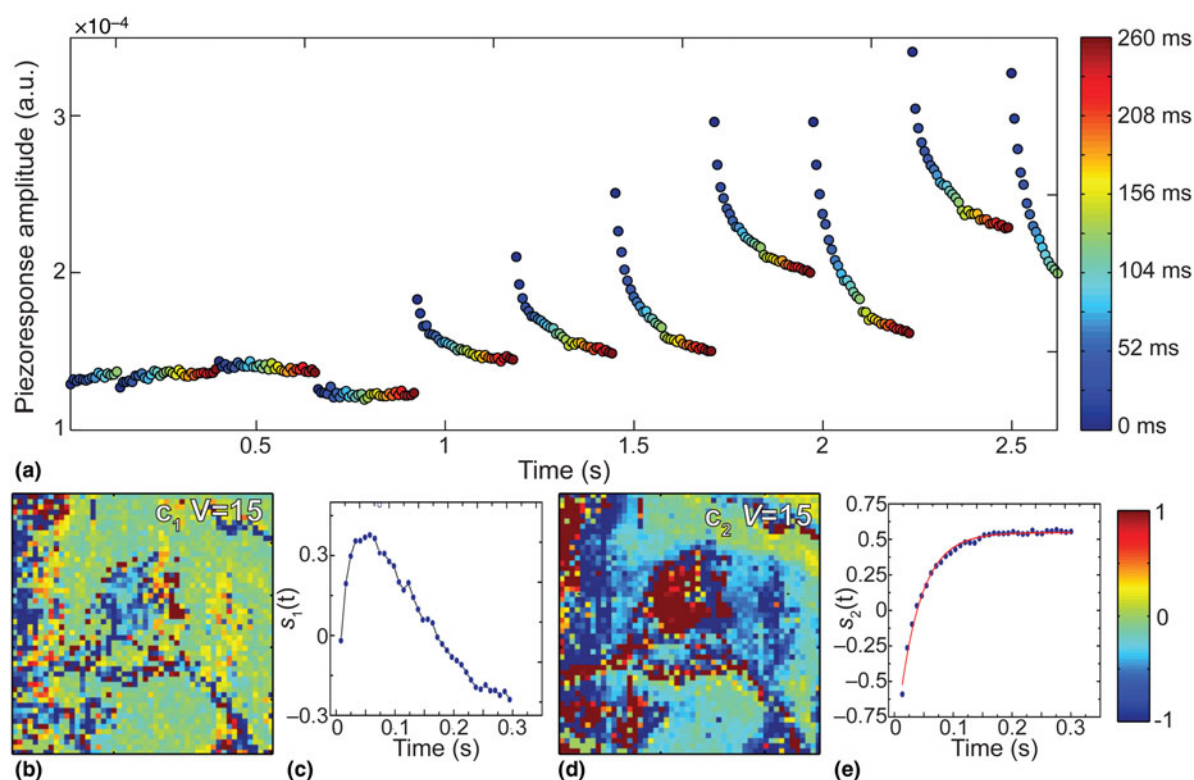 ×10⁻⁴
Piezoresponse amplitude (a.u.)
3
2
1
0.5
1
1.5
2
2.5
Time (s)
260 ms
208 ms
156 ms
104 ms
52 ms
0 ms
(a)
c₁ V=15
(b)
s₁(t)
0.3
0
–0.3
0
0.1
0.2
0.3
Time (s)
(c)
c₂ V=15
(d)
s₂(t)
0.75
0.5
0.25
0
–0.25
–0.5
–0.75
0
0.1
0.2
0.3
Time (s)
(e)
1
0
-1